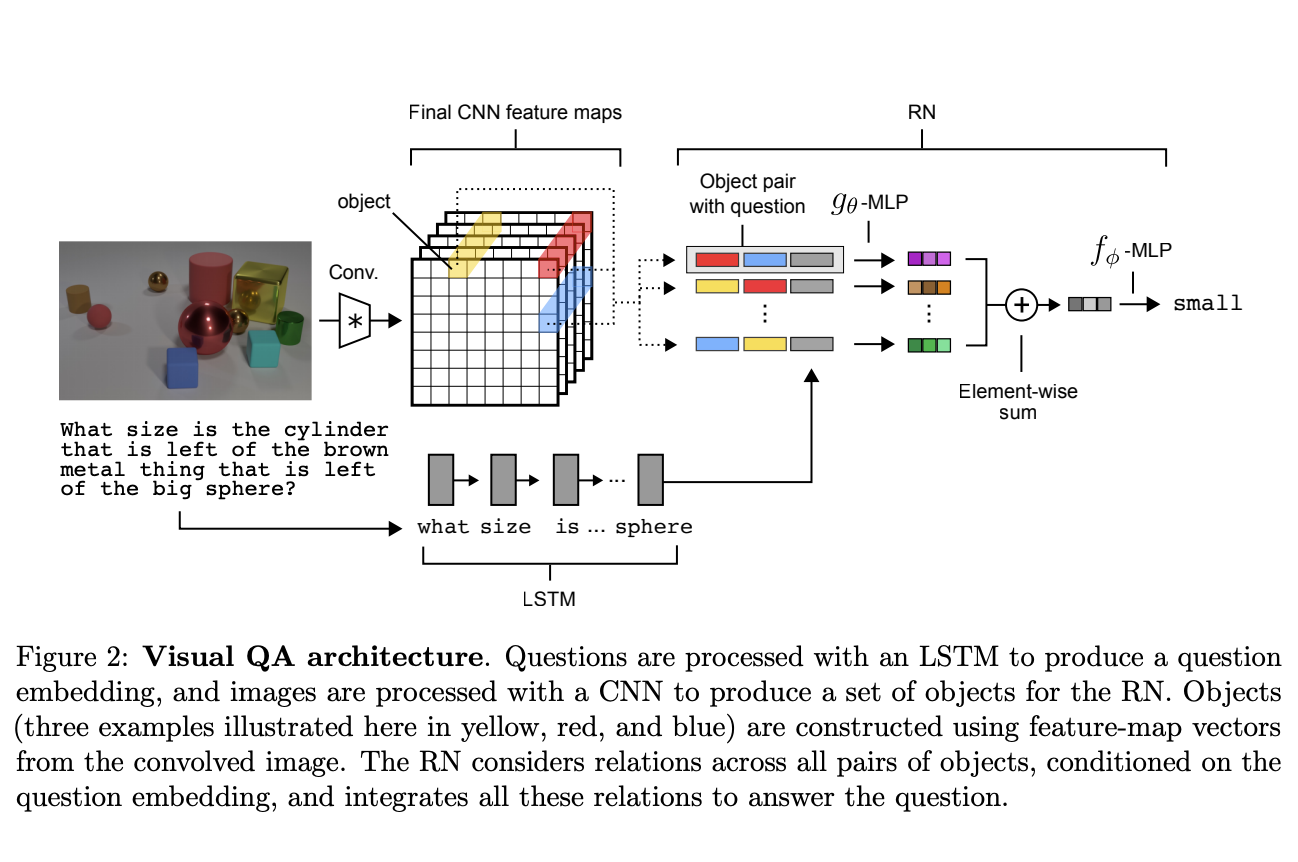 Final CNN feature maps
RN
object
Object pair
with question
gθ-MLP
fϕ-MLP
Conv.
*
+
small
Element-wise
sum
What size is the cylinder
that is left of the brown
metal thing that is left
of the big sphere?
...
what size is ... sphere
LSTM
Figure 2: Visual QA architecture. Questions are processed with an LSTM to produce a question
embedding, and images are processed with a CNN to produce a set of objects for the RN. Objects
(three examples illustrated here in yellow, red, and blue) are constructed using feature-map vectors
from the convolved image. The RN considers relations across all pairs of objects, conditioned on the
question embedding, and integrates all these relations to answer the question.